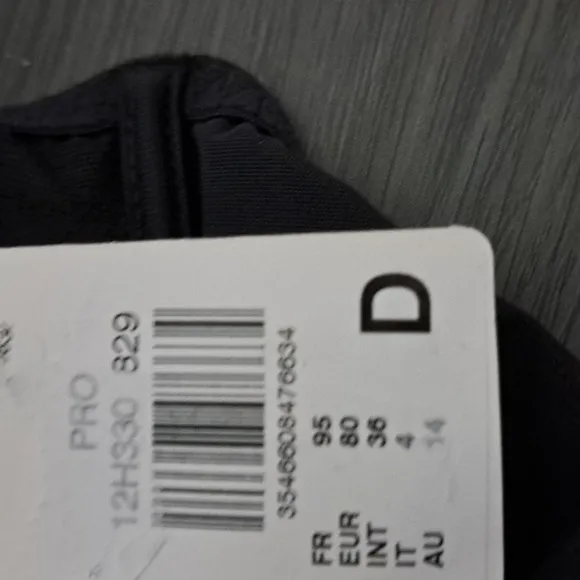 PRO
12H330 829
3546608476634
D
FR 95
EUR 80
INT 36
IT 4
AU 14